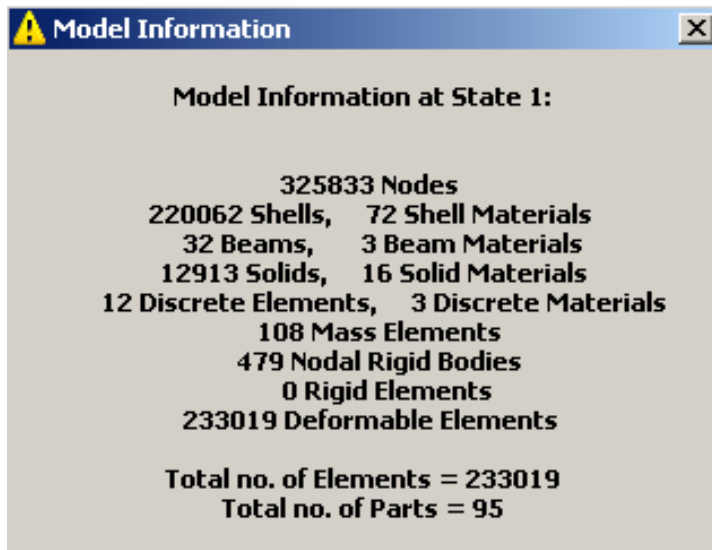 Model Information
Model Information at State 1:
325833 Nodes
220062 Shells, 72 Shell Materials
32 Beams, 3 Beam Materials
12913 Solids, 16 Solid Materials
12 Discrete Elements, 3 Discrete Materials
108 Mass Elements
479 Nodal Rigid Bodies
0 Rigid Elements
233019 Deformable Elements
Total no. of Elements = 233019
Total no. of Parts = 95